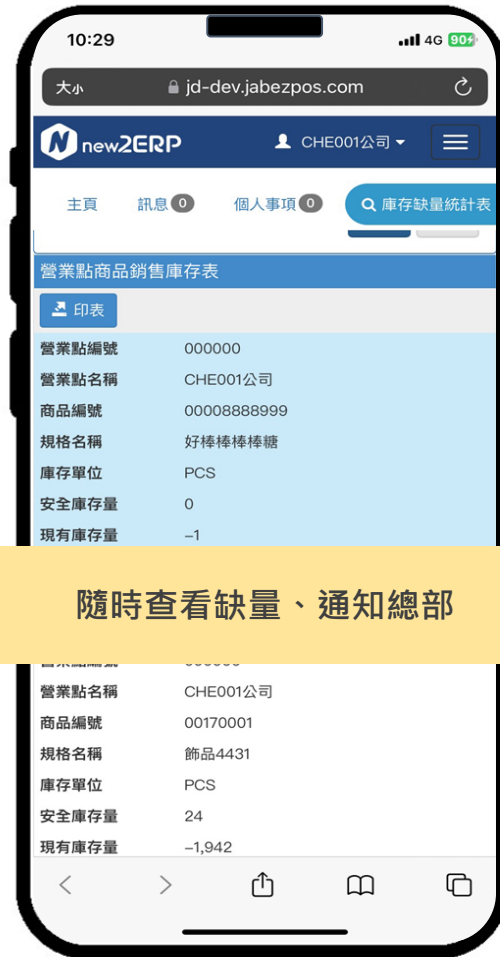 10:29
4G 90
大小 jd-dev.jabezpos.com
N new2ERP CHE001公司
主頁 訊息 0 個人事項 0 庫存缺量統計表
營業點商品銷售庫存表
印表
營業點編號 000000
營業點名稱 CHE001公司
商品編號 00008888999
規格名稱 好棒棒棒棒糖
庫存單位 PCS
安全庫存量 0
現有庫存量 –1
隨時查看缺量、通知總部
營業點名稱 CHE001公司
商品編號 00170001
規格名稱 飾品4431
庫存單位 PCS
安全庫存量 24
現有庫存量 –1,942